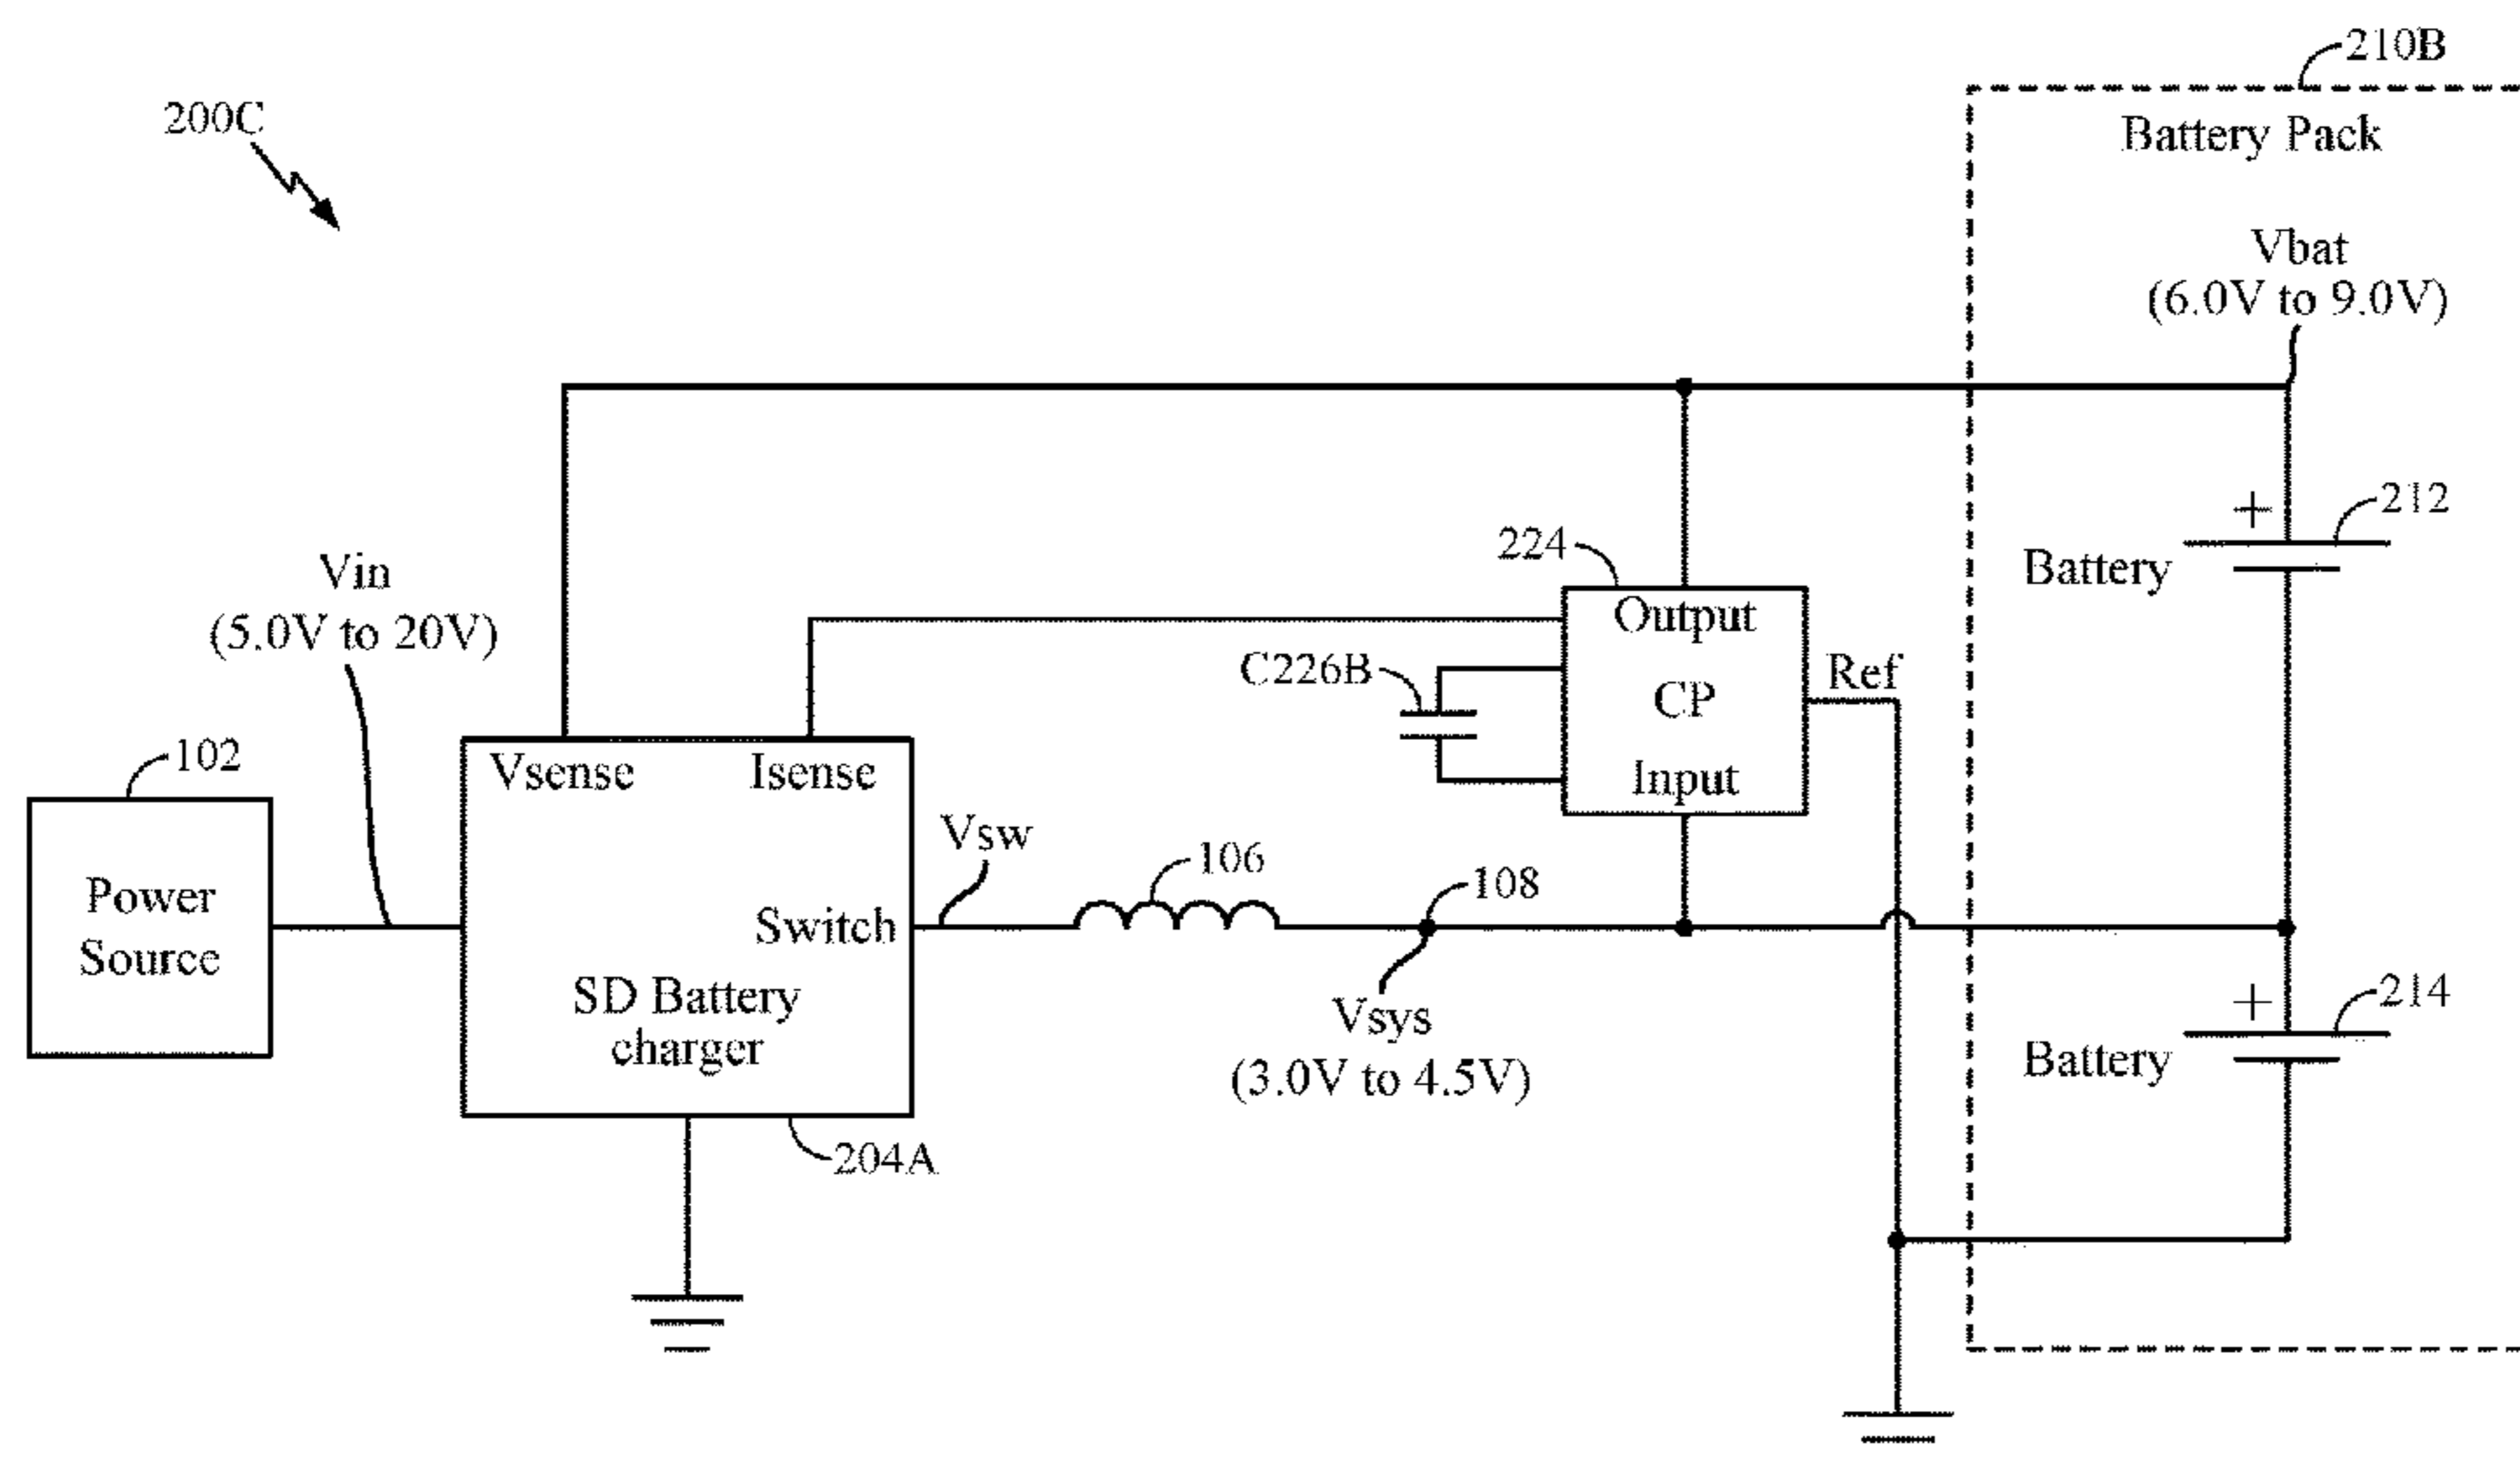 210B
200C
Battery Pack
Vbat
(6.0V to 9.0V)
+
212
Battery
224
Output
Vin
(5.0V to 20V)
C226B
CP
Ref
102
Vsense
Isense
Input
Vsw
106
108
Power
Source
Switch
SD Battery
charger
Vsys
(3.0V to 4.5V)
+
214
Battery
204A